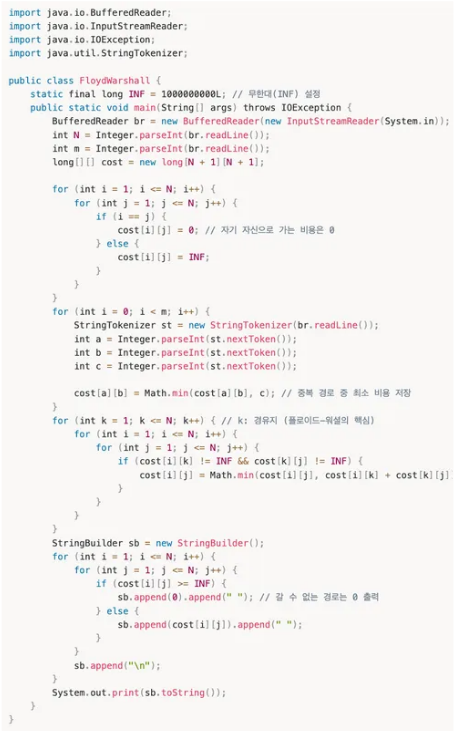 import java.io.BufferedReader;
import java.io.InputStreamReader;
import java.io.IOException;
import java.util.StringTokenizer;

public class FloydWarshall {
    static final long INF = 1000000000L; // 무한대(INF) 설정
    public static void main(String[] args) throws IOException {
        BufferedReader br = new BufferedReader(new InputStreamReader(System.in));
        int N = Integer.parseInt(br.readLine());
        int m = Integer.parseInt(br.readLine());
        long[][] cost = new long[N + 1][N + 1];

        for (int i = 1; i <= N; i++) {
            for (int j = 1; j <= N; j++) {
                if (i == j) {
                    cost[i][j] = 0; // 자기 자신으로 가는 비용은 0
                } else {
                    cost[i][j] = INF;
                }
            }
        }
        for (int i = 0; i < m; i++) {
            StringTokenizer st = new StringTokenizer(br.readLine());
            int a = Integer.parseInt(st.nextToken());
            int b = Integer.parseInt(st.nextToken());
            int c = Integer.parseInt(st.nextToken());

            cost[a][b] = Math.min(cost[a][b], c); // 중복 경로 중 최소 비용 저장
        }
        for (int k = 1; k <= N; k++) { // k: 경유지 (플로이드-워셜의 핵심)
            for (int i = 1; i <= N; i++) {
                for (int j = 1; j <= N; j++) {
                    if (cost[i][k] != INF && cost[k][j] != INF) {
                        cost[i][j] = Math.min(cost[i][j], cost[i][k] + cost[k][j]
                    }
                }
            }
        }
        StringBuilder sb = new StringBuilder();
        for (int i = 1; i <= N; i++) {
            for (int j = 1; j <= N; j++) {
                if (cost[i][j] >= INF) {
                    sb.append(0).append(" "); // 갈 수 없는 경로는 0 출력
                } else {
                    sb.append(cost[i][j]).append(" ");
                }
            }
            sb.append("\n");
        }
        System.out.print(sb.toString());
    }
}